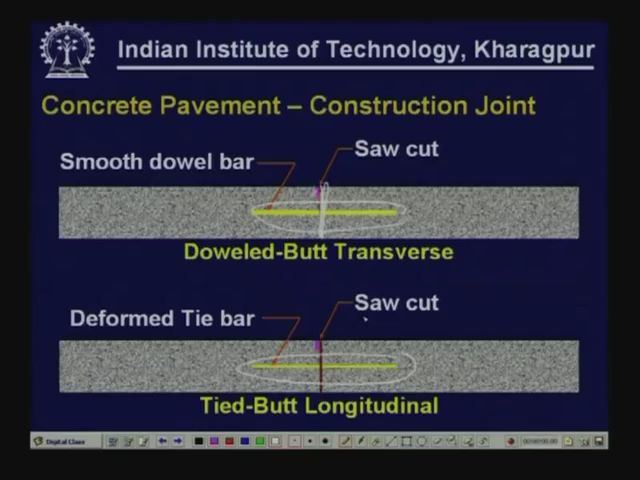 Indian Institute of Technology, Kharagpur
Concrete Pavement – Construction Joint
Saw cut
Smooth dowel bar
Doweled-Butt Transverse
Saw cut
Deformed Tie bar
Tied-Butt Longitudinal
Digital Class